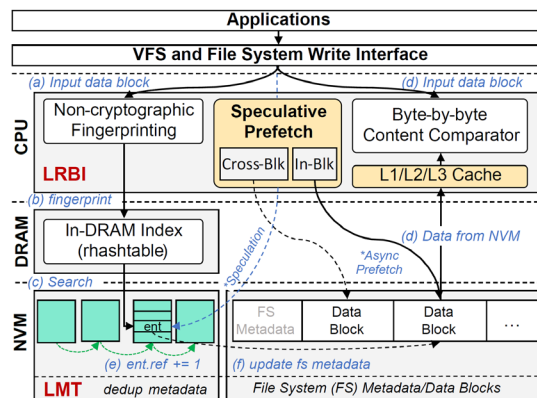 Applications
VFS and File System Write Interface
(a) Input data block
(d) Input data block
CPU
Non-cryptographic
Fingerprinting
LRBI
Speculative
Prefetch
Cross-Blk
In-Blk
Byte-by-byte
Content Comparator
L1/L2/L3 Cache
(b) fingerprint
DRAM
In-DRAM Index
(rhashtable)
*Speculation
*Async
Prefetch
(d) Data from NVM
(c) Search
NVM
ent
FS
Metadata
Data
Block
Data
Block
...
(e) ent.ref += 1
(f) update fs metadata
LMT
dedup metadata
File System (FS) Metadata/Data Blocks